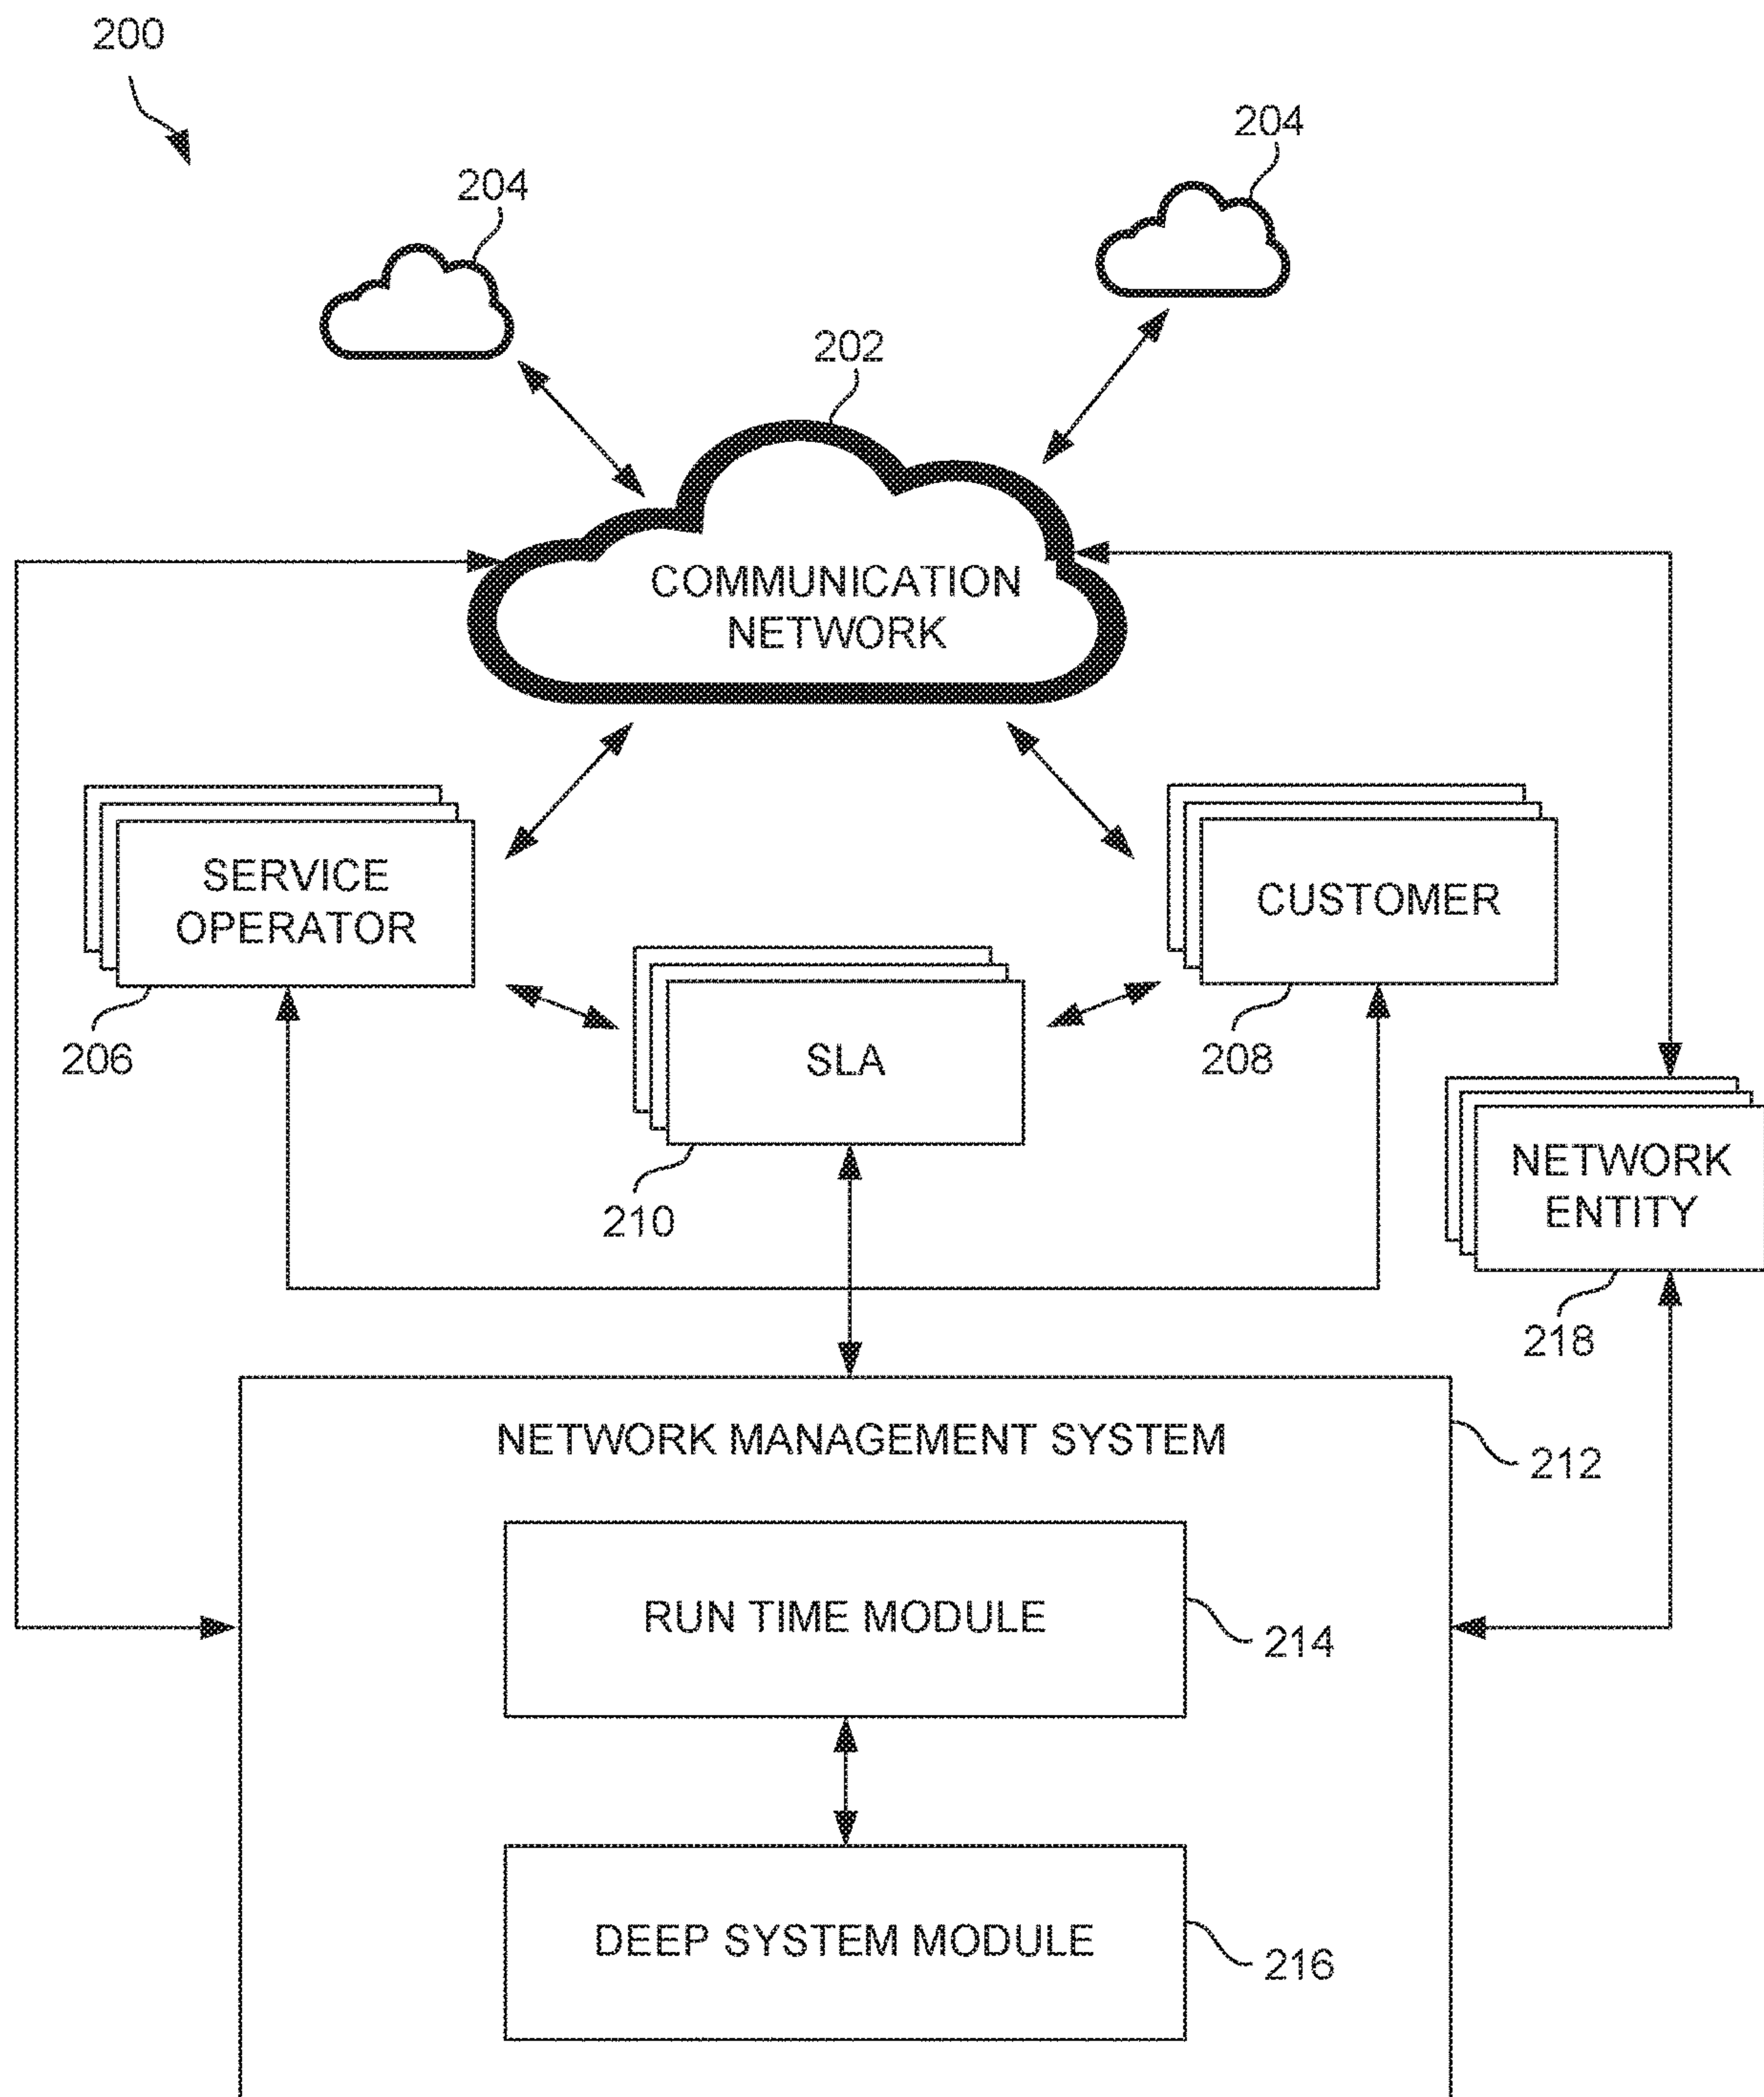 200
204
204
202
COMMUNICATION
NETWORK
SERVICE
OPERATOR
CUSTOMER
206
SLA
208
NETWORK
ENTITY
210
218
NETWORK MANAGEMENT SYSTEM
212
RUN TIME MODULE
214
DEEP SYSTEM MODULE
216